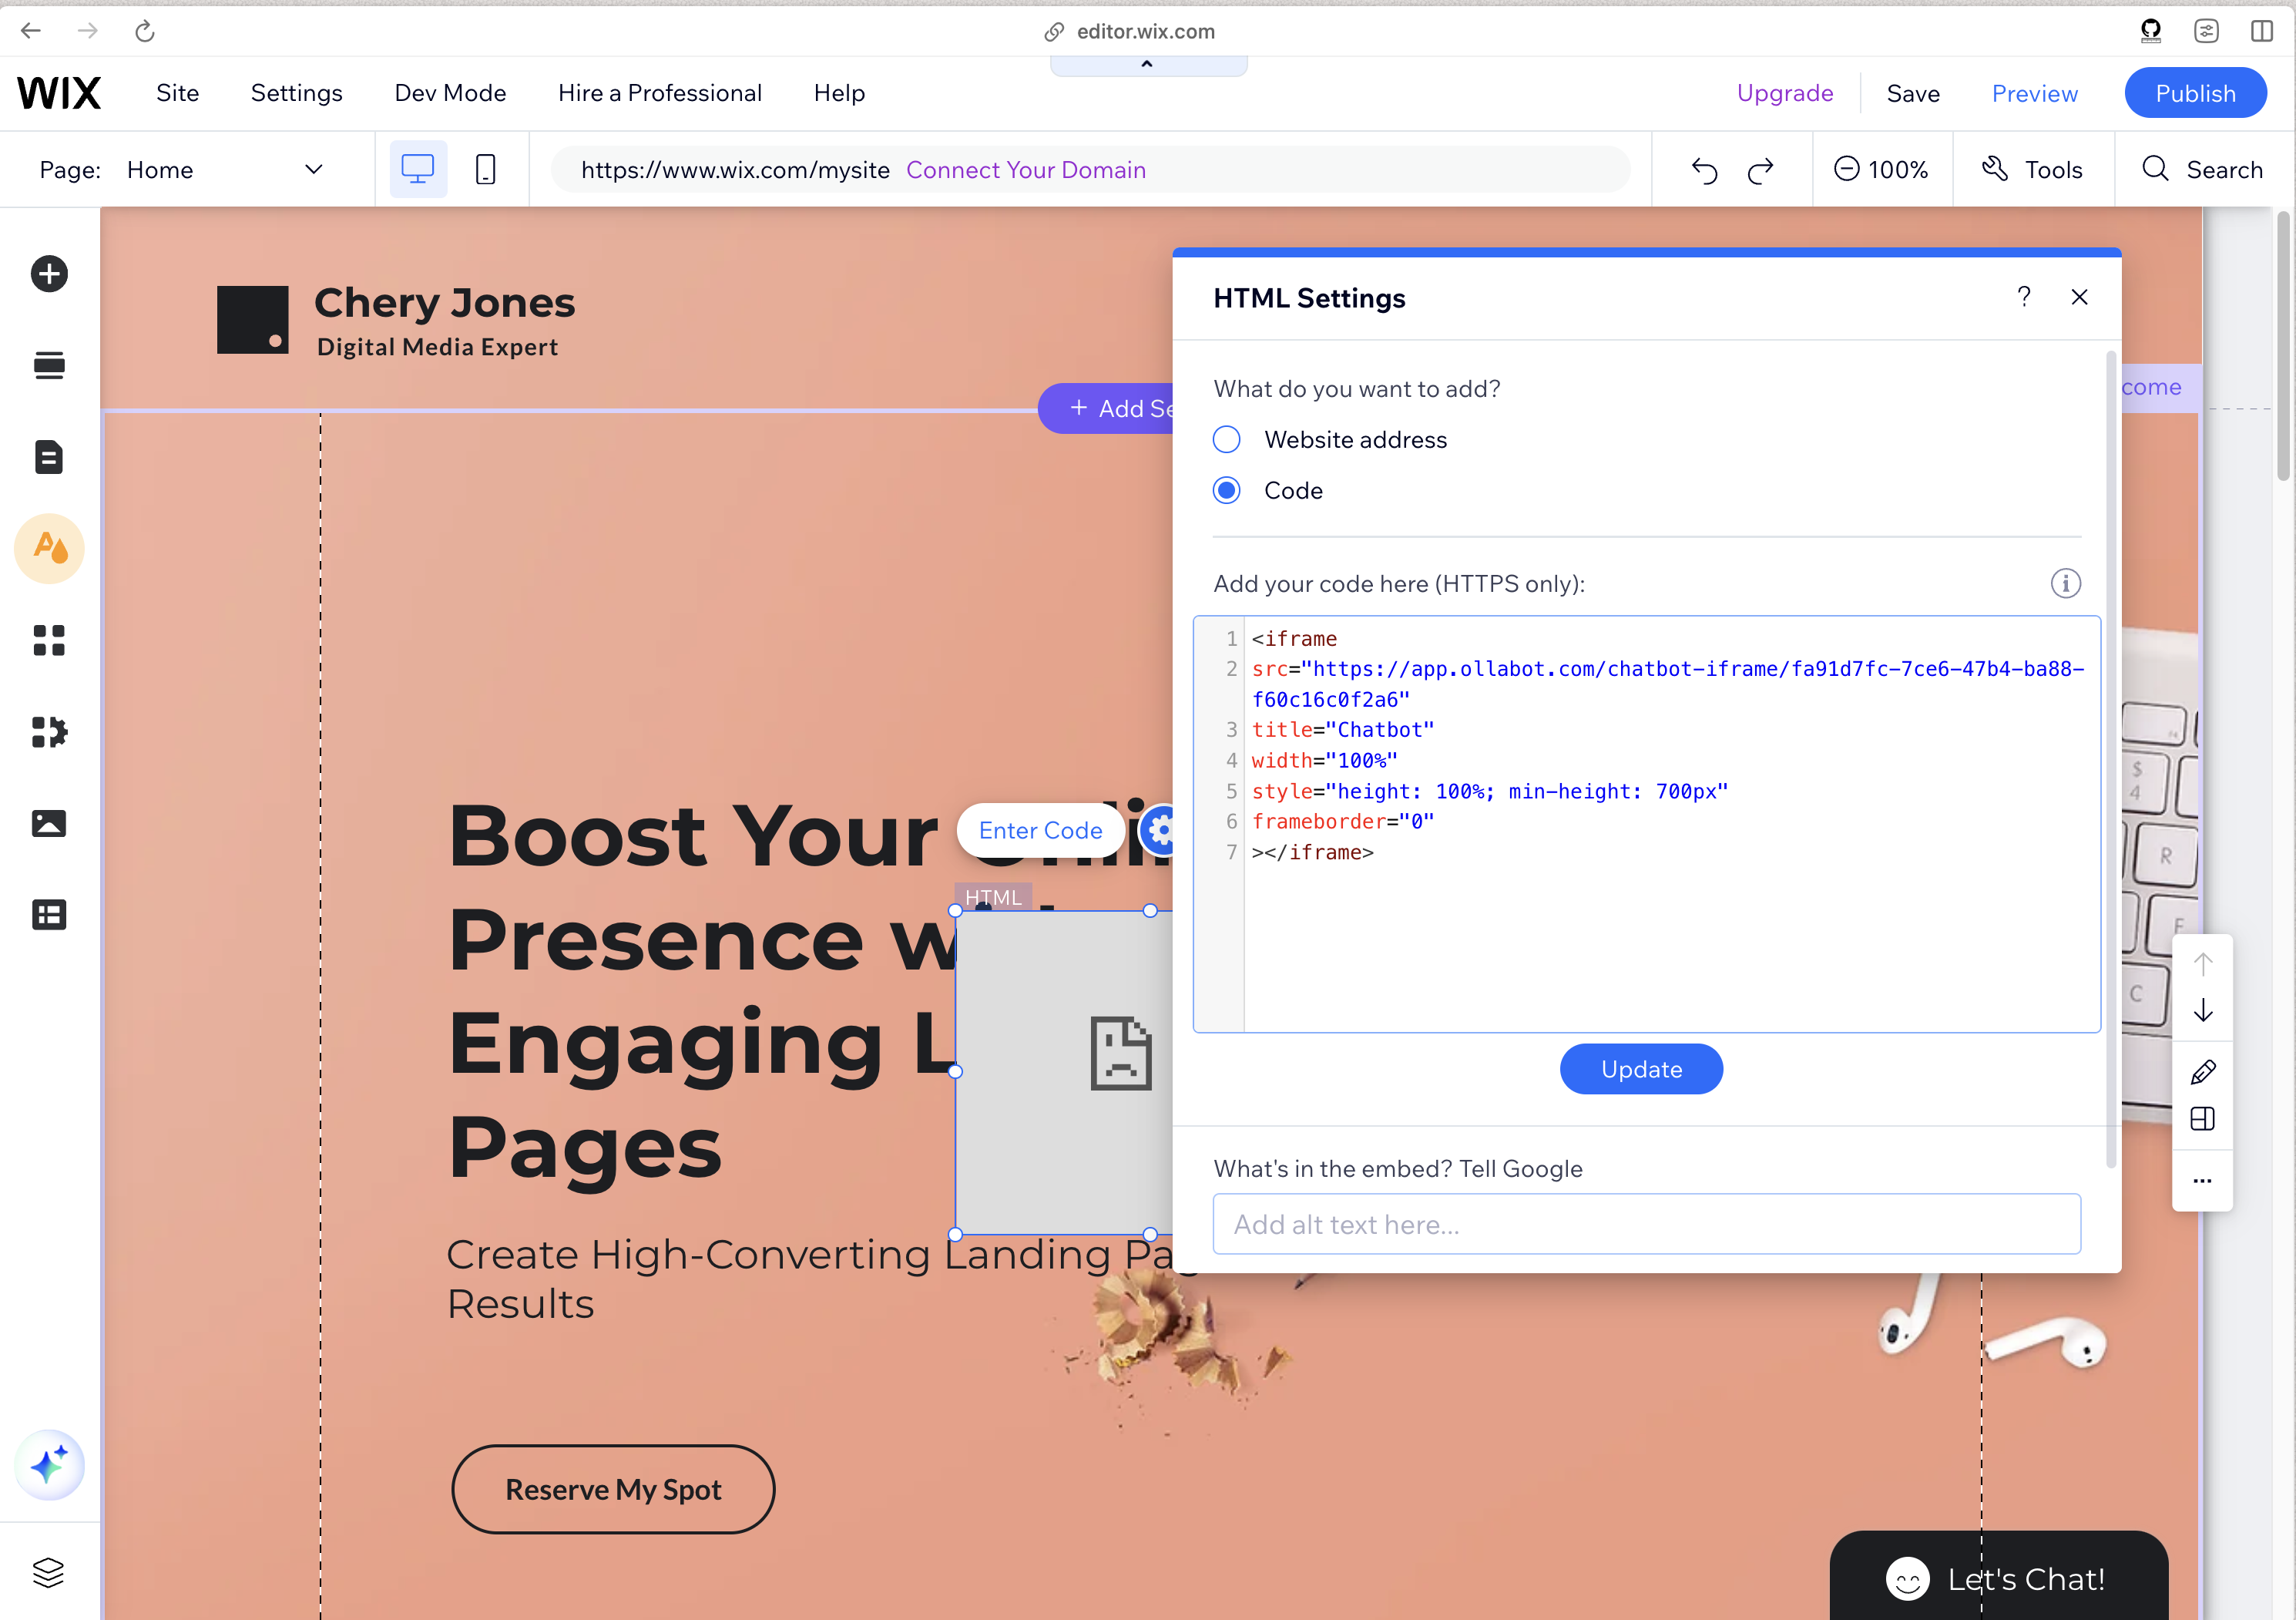 editor.wix.com
WIX Site Settings Dev Mode Hire a Professional Help Upgrade Save Preview Publish
Page: Home https://www.wix.com/mysite Connect Your Domain 100% Tools Search
Chery Jones
Digital Media Expert
+ Add Se
come
HTML Settings ?
What do you want to add?
Website address
Code
Add your code here (HTTPS only):
1 <iframe
2 src="https://app.ollabot.com/chatbot-iframe/fa91d7fc-7ce6-47b4-ba88-
f60c16c0f2a6"
3 title="Chatbot"
4 width="100%"
5 style="height: 100%; min-height: 700px"
6 frameborder="0"
7 ></iframe>
Update
What's in the embed? Tell Google
Add alt text here...
Enter Code
HTML
Boost Your
Presence w
Engaging L
Pages
Create High-Converting Landing Pag
Results
Reserve My Spot
$
4
R
F
C
Let's Chat!